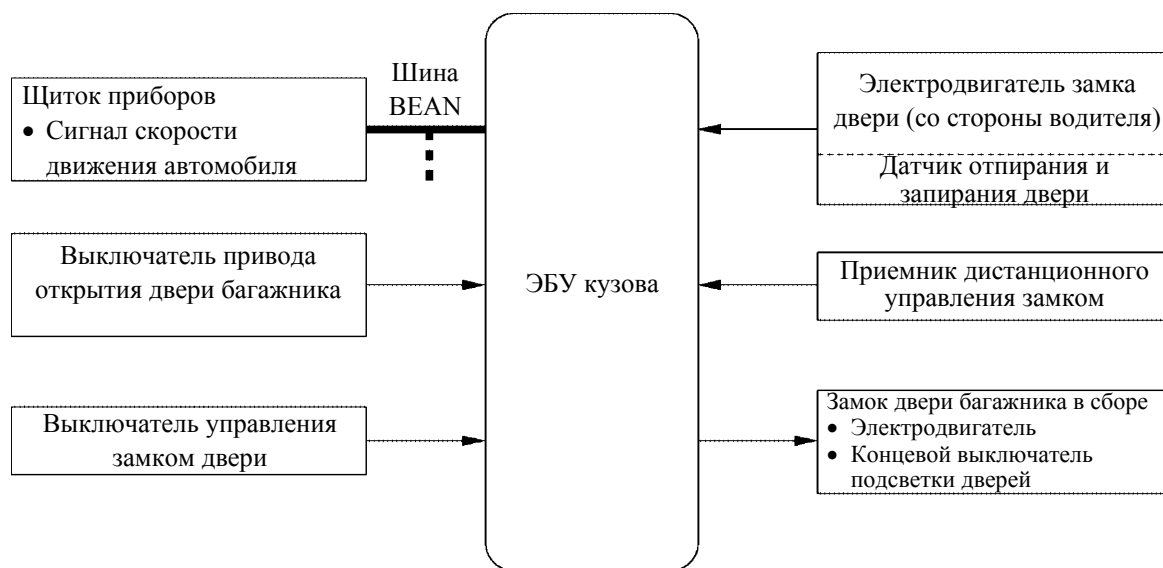 Щиток приборов
• Сигнал скорости
движения автомобиля
Шина
BEAN
Выключатель привода
открытия двери багажника
Выключатель управления
замком двери
ЭБУ кузова
Электродвигатель замка
двери (со стороны водителя)
Датчик отпирания и
запирания двери
Приемник дистанционного
управления замком
Замок двери багажника в сборе
• Электродвигатель
• Концевой выключатель
подсветки дверей